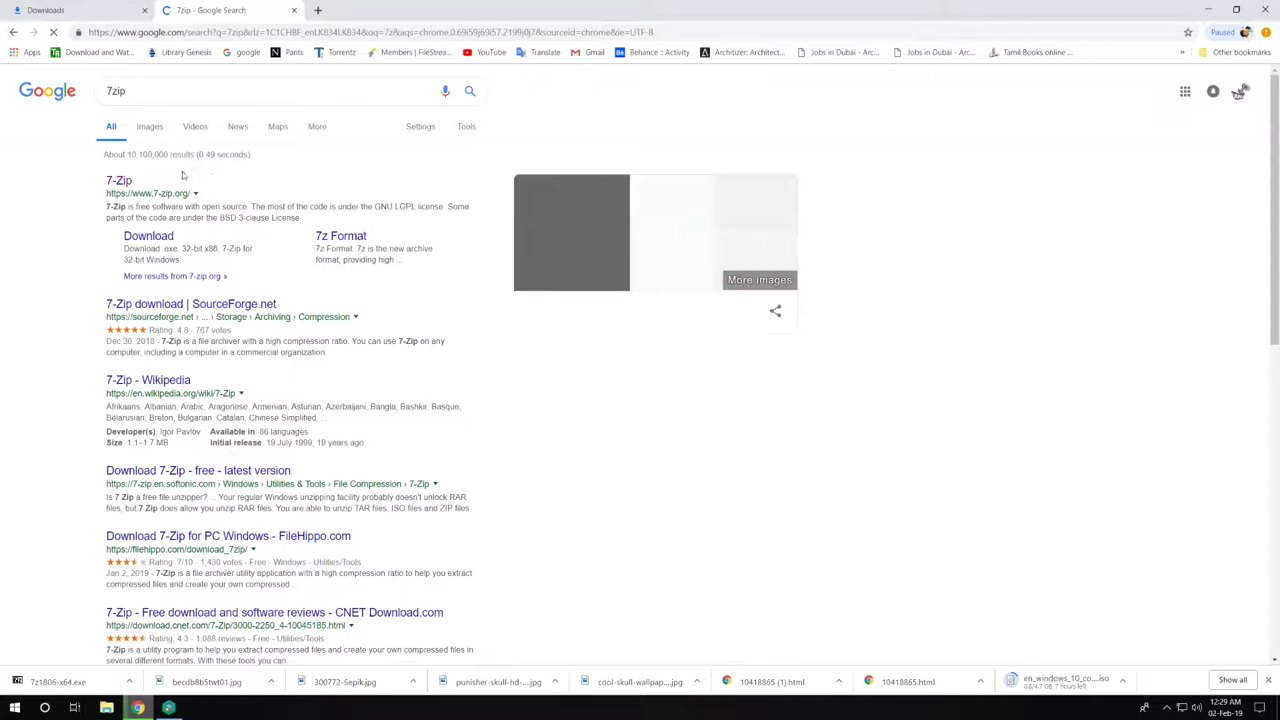 Downloads
7zip - Google Search
https://www.google.com/search?q=7zip&rlz=1C1CHBF_enLK834LK834&oq=7z&aqs=chrome.0.69i59j69i57.2199j0j7&sourceid=chrome&ie=UTF-8
Paused
Apps
Download and Wat...
Library Genesis
google
Pants
Torrentz
Members | FileStrea...
YouTube
Translate
Gmail
Behance :: Activity
Architizer: Architect...
Jobs in Dubai - Arc...
Jobs in Dubai - Arc...
Tamil Books online ...
»
Other bookmarks
Google
7zip
All Images Videos News Maps More Settings Tools
About 10,100,000 results (0.49 seconds)
7-Zip
https://www.7-zip.org/
7-Zip is free software with open source. The most of the code is under the GNU LGPL license. Some
parts of the code are under the BSD 3-clause License.
Download
Download .exe, 32-bit x86, 7-Zip for
32-bit Windows.
7z Format
7z Format. 7z is the new archive
format, providing high ...
More results from 7-zip.org »
More images
7-Zip download | SourceForge.net
https://sourceforge.net › ... › Storage › Archiving › Compression
Rating: 4.8 - 767 votes
Dec 30, 2018 - 7-Zip is a file archiver with a high compression ratio. You can use 7-Zip on any
computer, including a computer in a commercial organization.
7-Zip - Wikipedia
https://en.wikipedia.org/wiki/7-Zip
Afrikaans, Albanian, Arabic, Aragonese, Armenian, Asturian, Azerbaijani, Bangla, Bashkir, Basque,
Belarusian, Breton, Bulgarian, Catalan, Chinese Simplified,...
Developer(s): Igor Pavlov Available in: 86 languages
Size: 1.1–1.7 MB Initial release: 19 July 1999, 19 years ago
Download 7-Zip - free - latest version
https://7-zip.en.softonic.com › Windows › Utilities & Tools › File Compression › 7-Zip
Is 7 Zip a free file unzipper? ... Your regular Windows unzipping facility probably doesn't unlock RAR
files, but 7 Zip does allow you unzip RAR files. You are able to unzip TAR files, ISO files and ZIP files
Download 7-Zip for PC Windows - FileHippo.com
https://filehippo.com/download_7zip/
Rating: 7/10 - 1,430 votes - Free - Windows - Utilities/Tools
Jan 2, 2019 - 7-Zip is a file archiver utility application with a high compression ratio to help you extract
compressed files and create your own compressed ...
7-Zip - Free download and software reviews - CNET Download.com
https://download.cnet.com/7-Zip/3000-2250_4-10045185.html
Rating: 4.3 - 1,088 reviews - Free - Utilities/Tools
7-Zip is a utility program to help you extract compressed files and create your own compressed files in
several different formats. With these tools you can...
7z1806-x64.exe
becdb8b5twt01.jpg
300772-Sepik.jpg
punisher-skull-hd-....jpg
cool-skull-wallpap....jpg
10418865 (1).html
10418865.html
en_windows_10_co....iso
0.8/4.7 GB, 7 hours left
Show all
12:29 AM
02-Feb-19